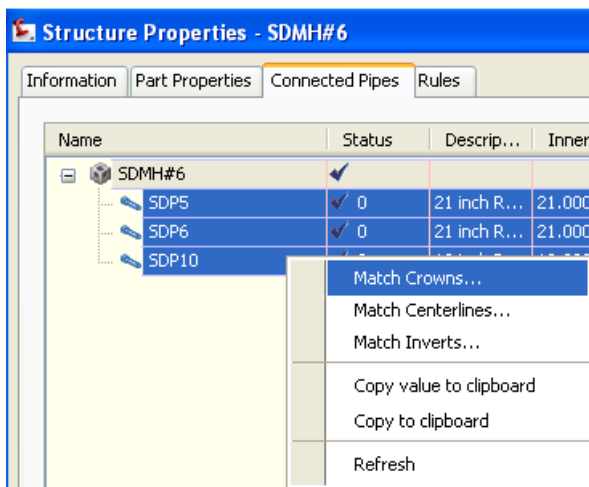 Structure Properties - SDMH#6
Information Part Properties Connected Pipes Rules
Name Status Descrip... Inner
SDMH#6
SDP5 0 21 inch R... 21.000
SDP6 0 21 inch R... 21.000
SDP10
Match Crowns...
Match Centerlines...
Match Inverts...
Copy value to clipboard
Copy to clipboard
Refresh